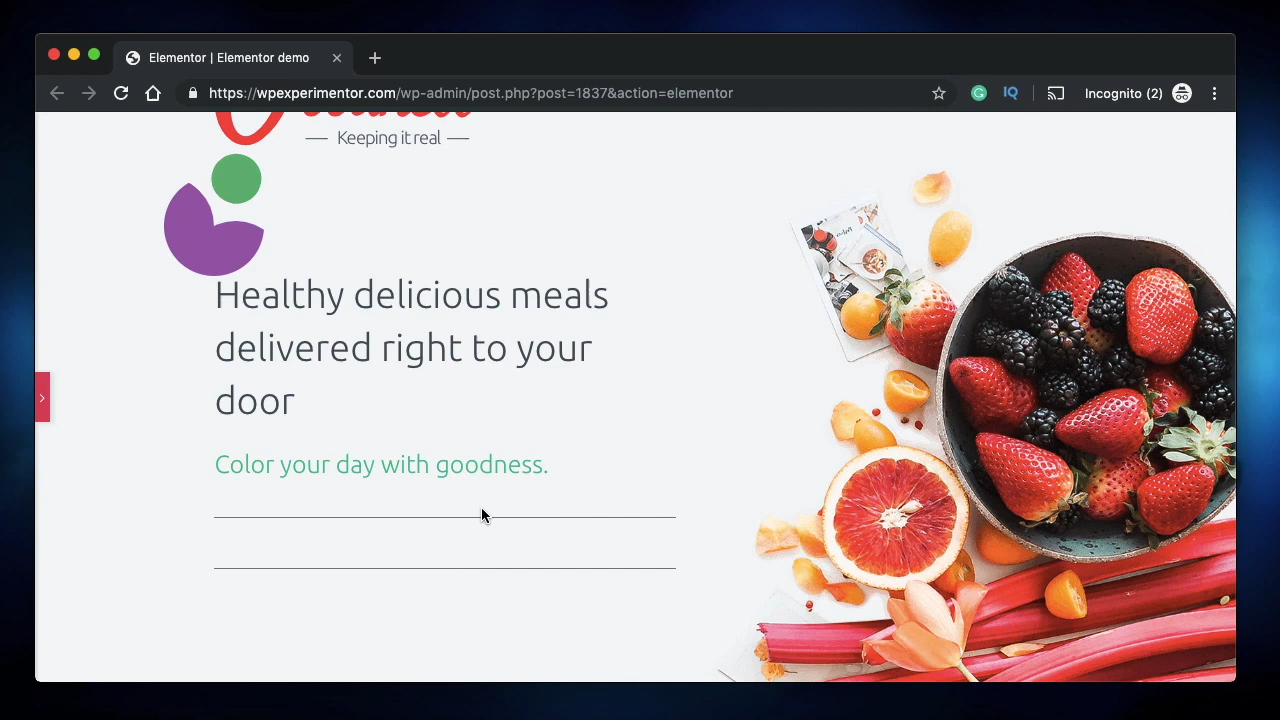 Elementor | Elementor demo
https://wpexperimentor.com/wp-admin/post.php?post=1837&action=elementor
G
IQ
Incognito (2)
Keeping it real
Healthy delicious meals
delivered right to your
door
Color your day with goodness.